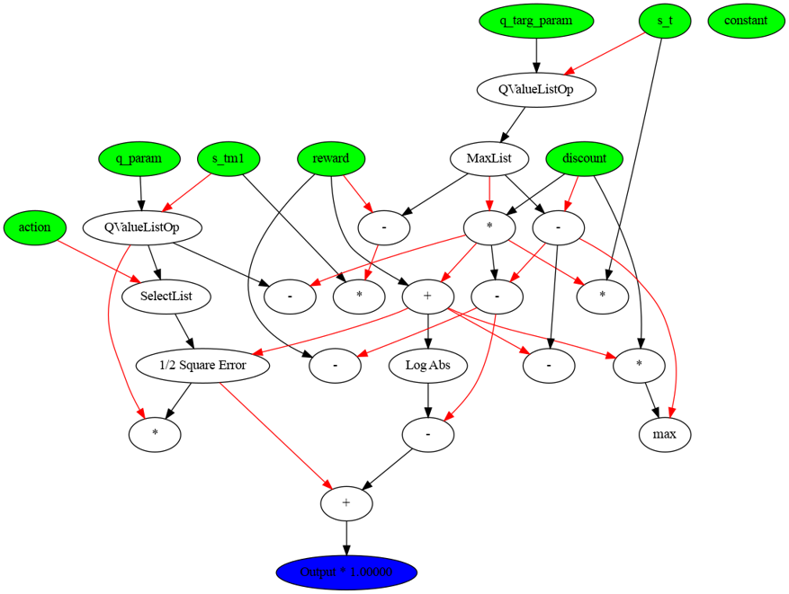 q_targ_param
s_t
constant
QValueListOp
q_param
s_tm1
reward
MaxList
discount
action
QValueListOp
-
*
-
SelectList
-
*
+
-
*
1/2 Square Error
-
Log Abs
-
*
*
-
max
+
Output * 1.00000